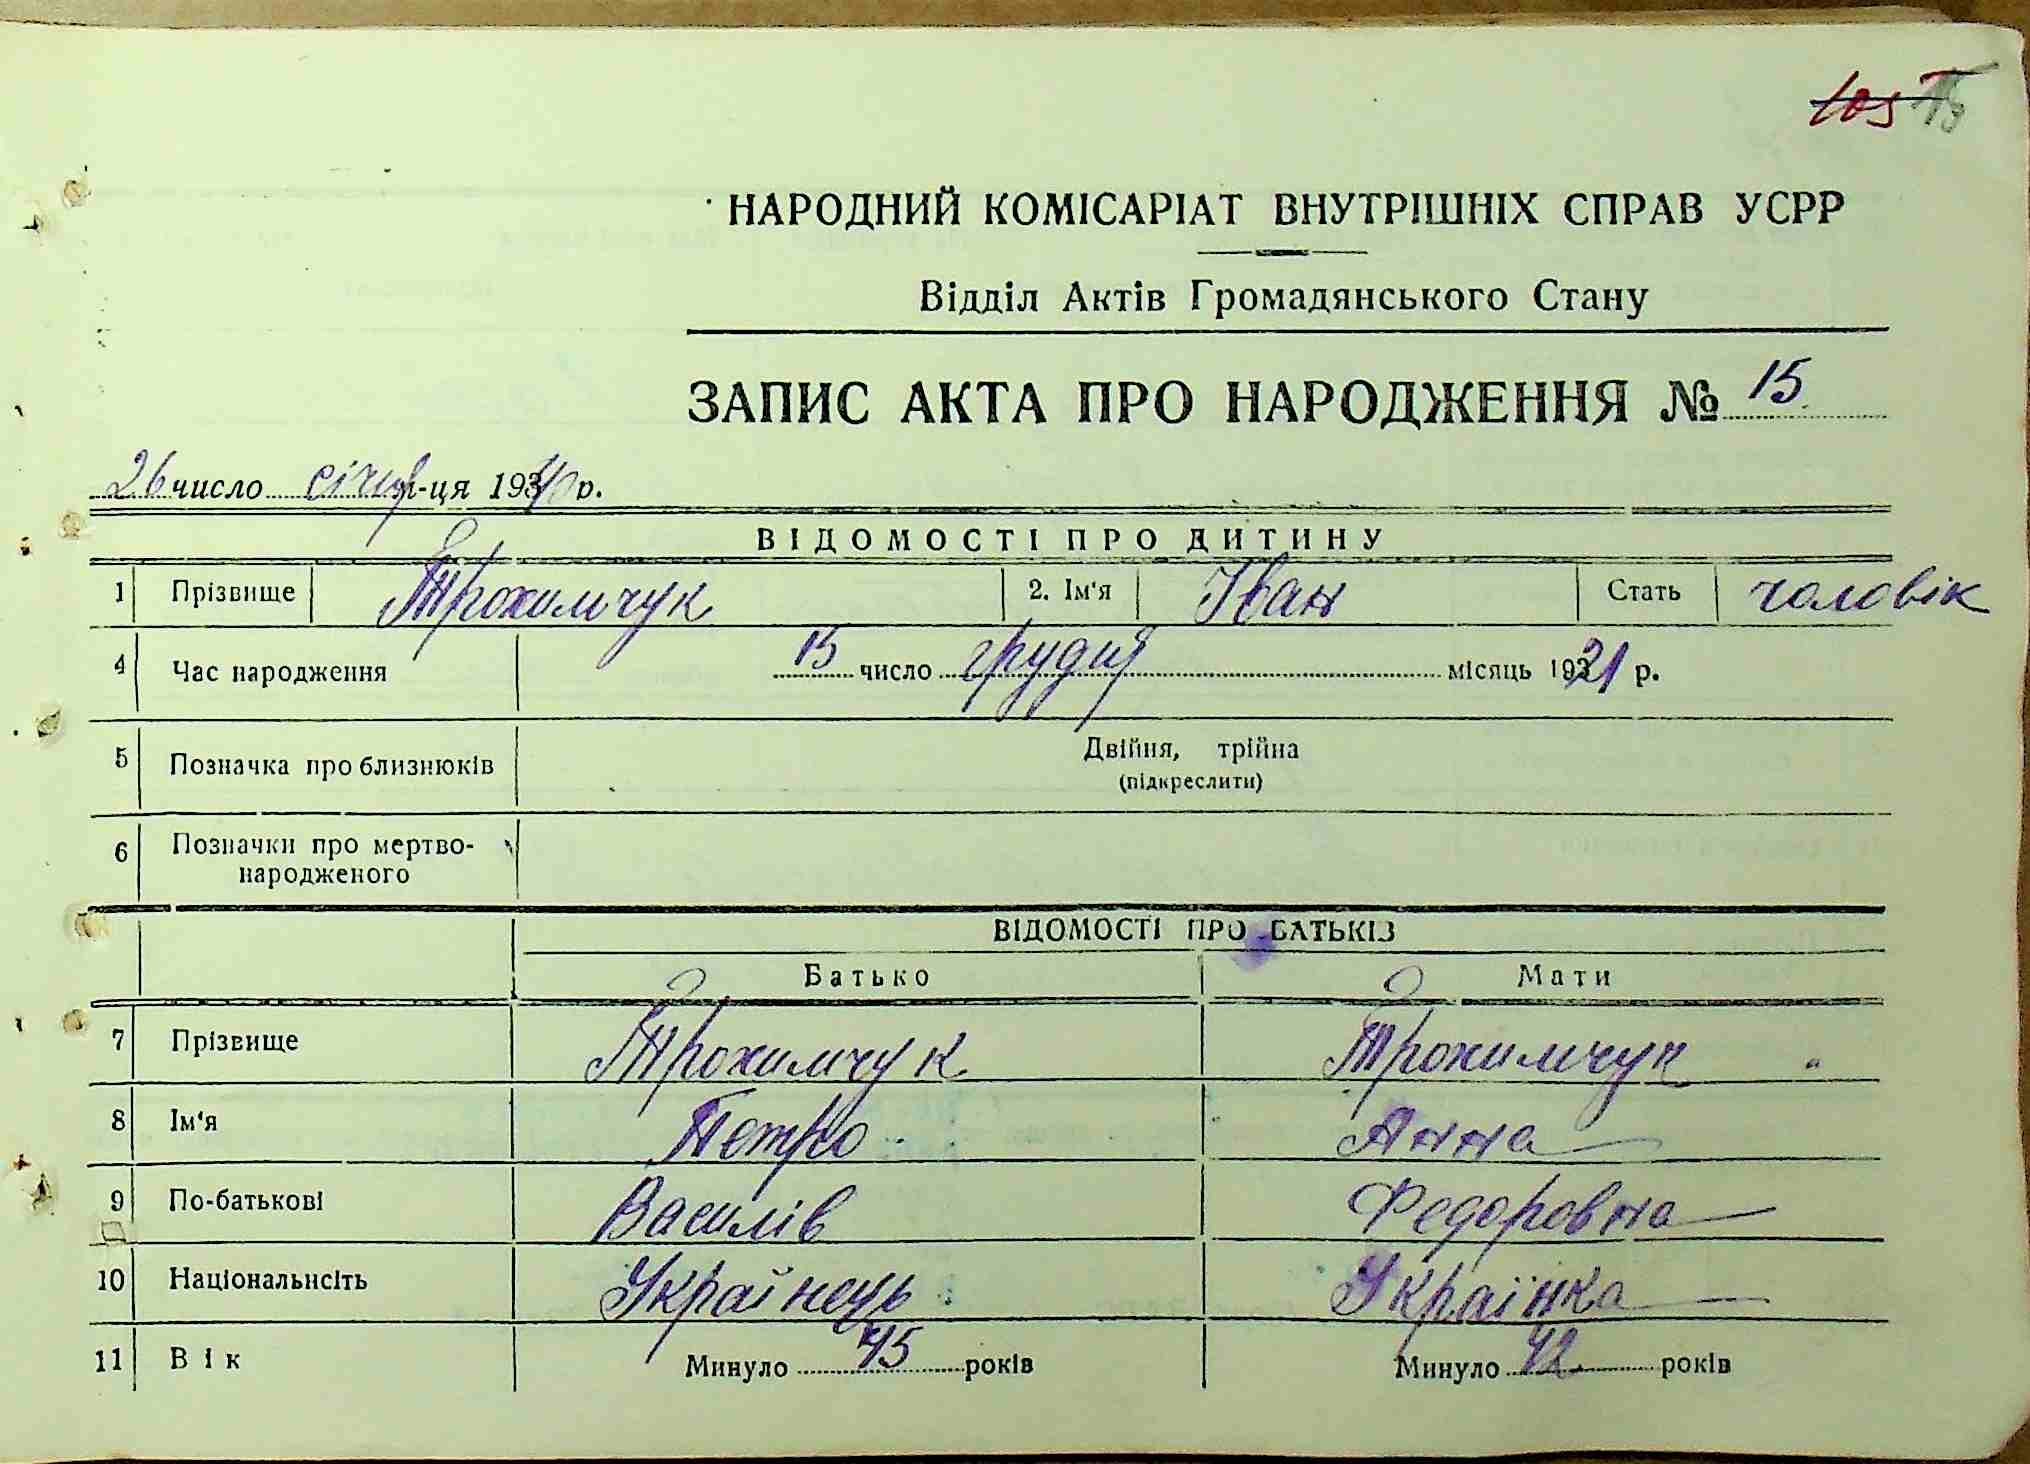 105 15
НАРОДНИЙ КОМІСАРІАТ ВНУТРІШНІХ СПРАВ УСРР
Відділ Актів Громадянського Стану
ЗАПИС АКТА ПРО НАРОДЖЕННЯ № 15
26 число січня м-ця 1940 р.
ВІДОМОСТІ ПРО ДИТИНУ
1 Прізвище Трохимчук 2. Ім'я Іван Стать чоловік
4 Час народження 15 число грудня місяць 1921 р.
5 Позначка про близнюків Двійня, трійна
(підкреслити)
6 Позначки про мертво-
народженого
ВІДОМОСТІ ПРО БАТЬКІВ
Батько Мати
7 Прізвище Трохимчук Трохимчук
8 Ім'я Петро Анна
9 По-батькові Василів Федоровна
10 Національність Українець Українка
11 Вік Минуло 45 років Минуло 42 років